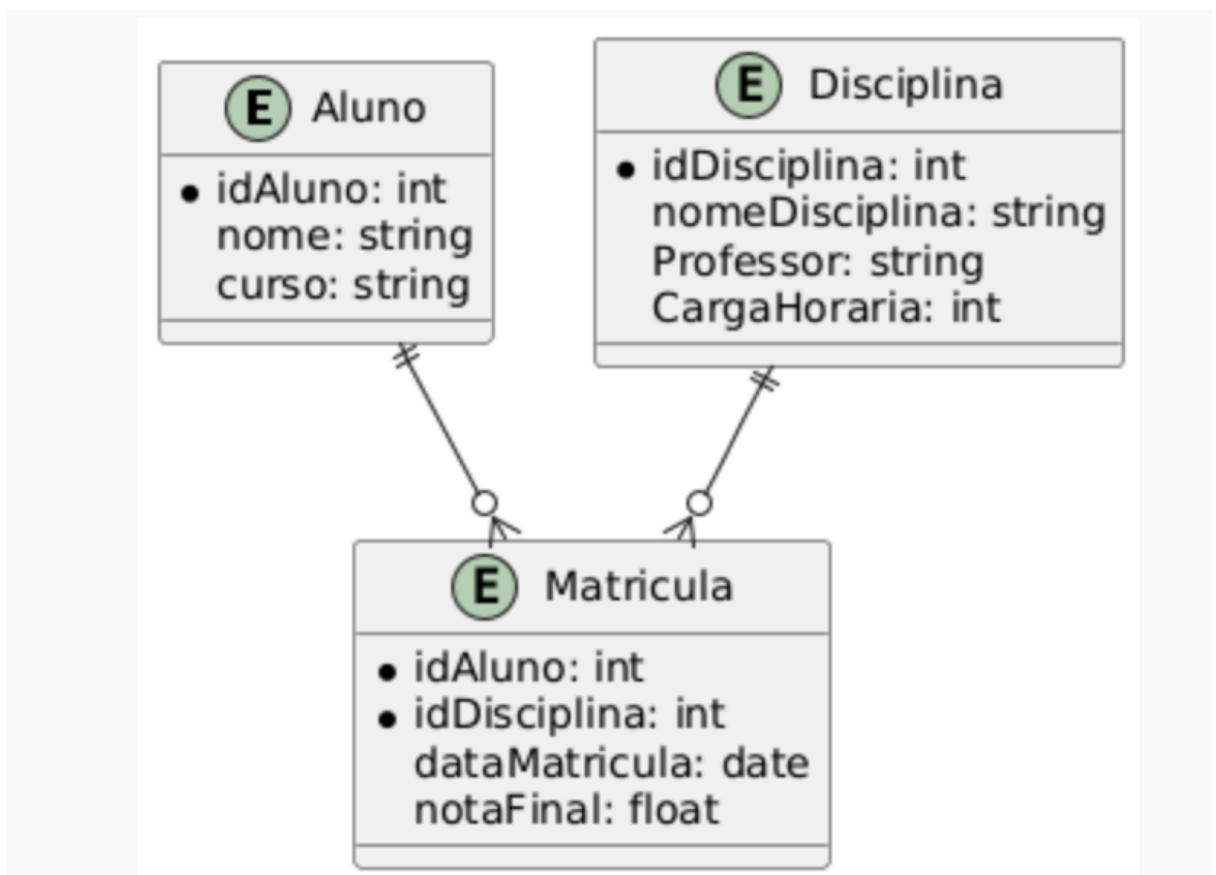 E Aluno
idAluno: int
nome: string
curso: string
E Disciplina
idDisciplina: int
nomeDisciplina: string
Professor: string
CargaHoraria: int
E Matricula
idAluno: int
idDisciplina: int
dataMatricula: date
notaFinal: float